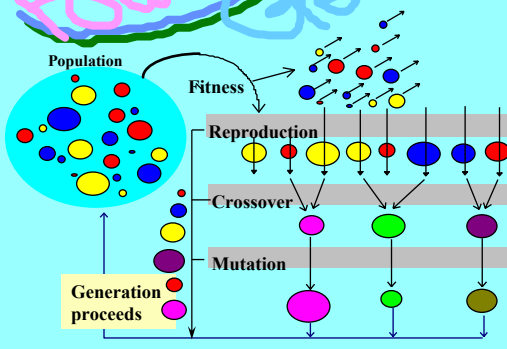 Population
Fitness
Reproduction
Crossover
Mutation
Generation
proceeds